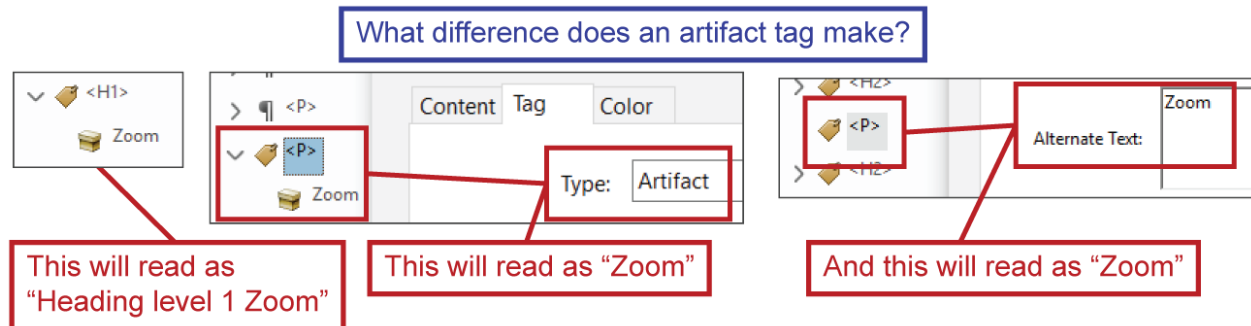 What difference does an artifact tag make?
<H1>
Zoom
<P>
<P>
Zoom
Content Tag Color
Type: Artifact
<H2>
<P>
<H2>
Alternate Text:
Zoom
This will read as
“Heading level 1 Zoom”
This will read as “Zoom”
And this will read as “Zoom”